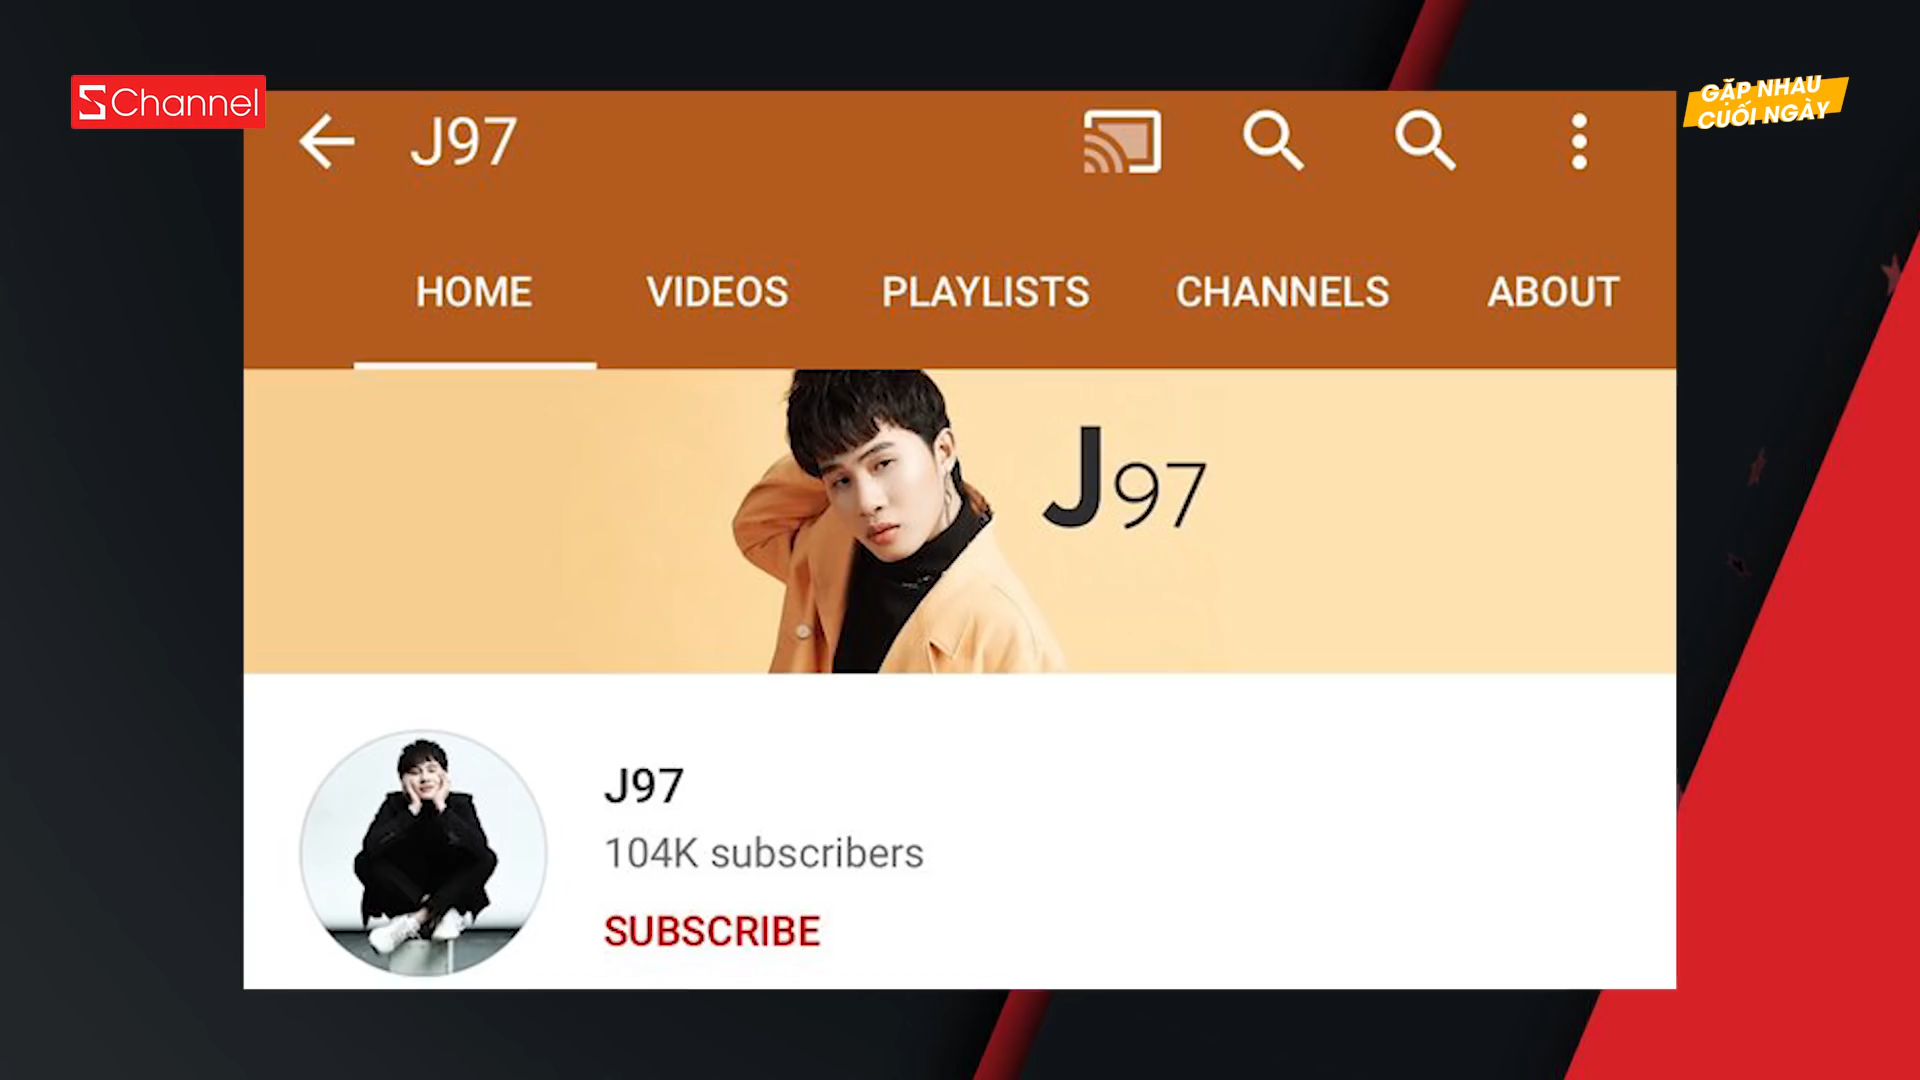 SChannel
GẶP NHAU
CUỐI NGÀY
J97
HOME VIDEOS PLAYLISTS CHANNELS ABOUT
J97
J97
104K subscribers
SUBSCRIBE